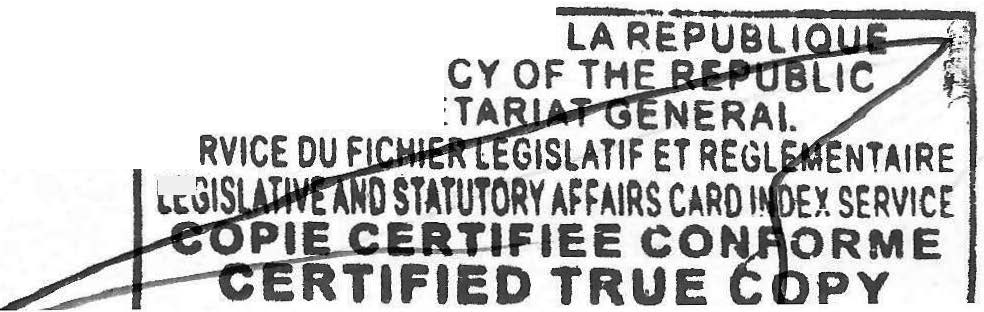 LA REPUBLIQUE
CY OF THE REPUBLIC
TARIAT GENERAL
RVICE DU FICHIER LEGISLATIF ET REGLEMENTAIRE
LEGISLATIVE AND STATUTORY AFFAIRS CARD INDEX SERVICE
COPIE CERTIFIEE CONFORME
CERTIFIED TRUE COPY